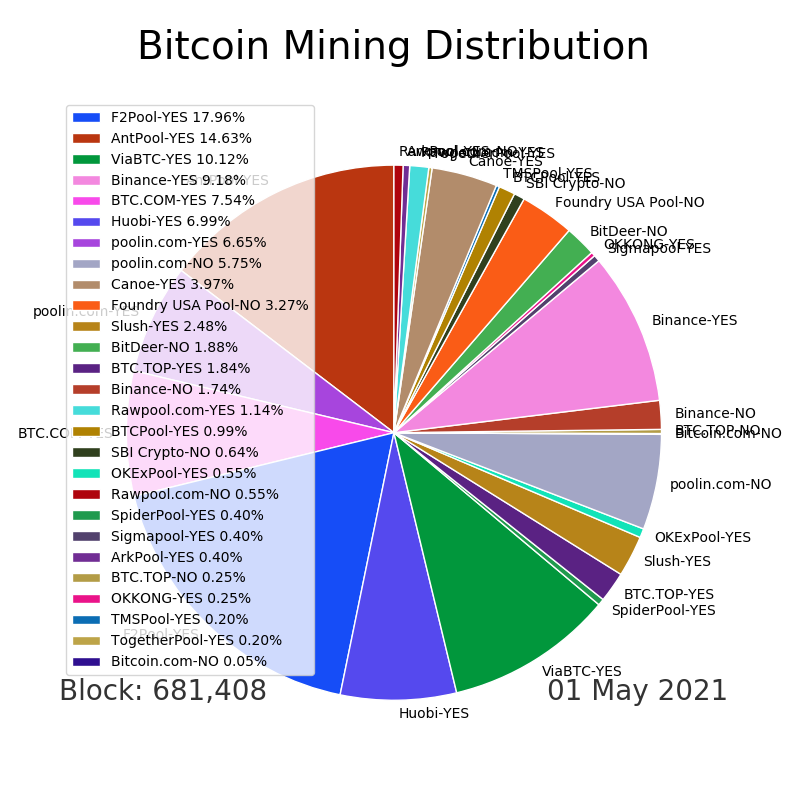 Bitcoin Mining Distribution
F2Pool-YES 17.96%
AntPool-YES 14.63%
ViaBTC-YES 10.12%
Binance-YES 9.18%
BTC.COM-YES 7.54%
Huobi-YES 6.99%
poolin.com-YES 6.65%
poolin.com-NO 5.75%
Canoe-YES 3.97%
Foundry USA Pool-NO 3.27%
Slush-YES 2.48%
BitDeer-NO 1.88%
BTC.TOP-YES 1.84%
Binance-NO 1.74%
Rawpool.com-YES 1.14%
BTCPool-YES 0.99%
SBI Crypto-NO 0.64%
OKExPool-YES 0.55%
Rawpool.com-NO 0.55%
SpiderPool-YES 0.40%
Sigmapool-YES 0.40%
ArkPool-YES 0.40%
BTC.TOP-NO 0.25%
OKKONG-YES 0.25%
TMSPool-YES 0.20%
TogetherPool-YES 0.20%
Bitcoin.com-NO 0.05%
Canoe-YES
TMSPool-YES
BTCPool-YES
SBI Crypto-NO
Foundry USA Pool-NO
BitDeer-NO
OKKONG-YES
Sigmapool-YES
Binance-YES
Binance-NO
BTC.TOP-NO
Bitcoin.com-NO
poolin.com-NO
OKExPool-YES
Slush-YES
BTC.TOP-YES
SpiderPool-YES
ViaBTC-YES
Huobi-YES
F2Pool-YES
BTC.COM-YES
poolin.com-YES
Block: 681,408
01 May 2021